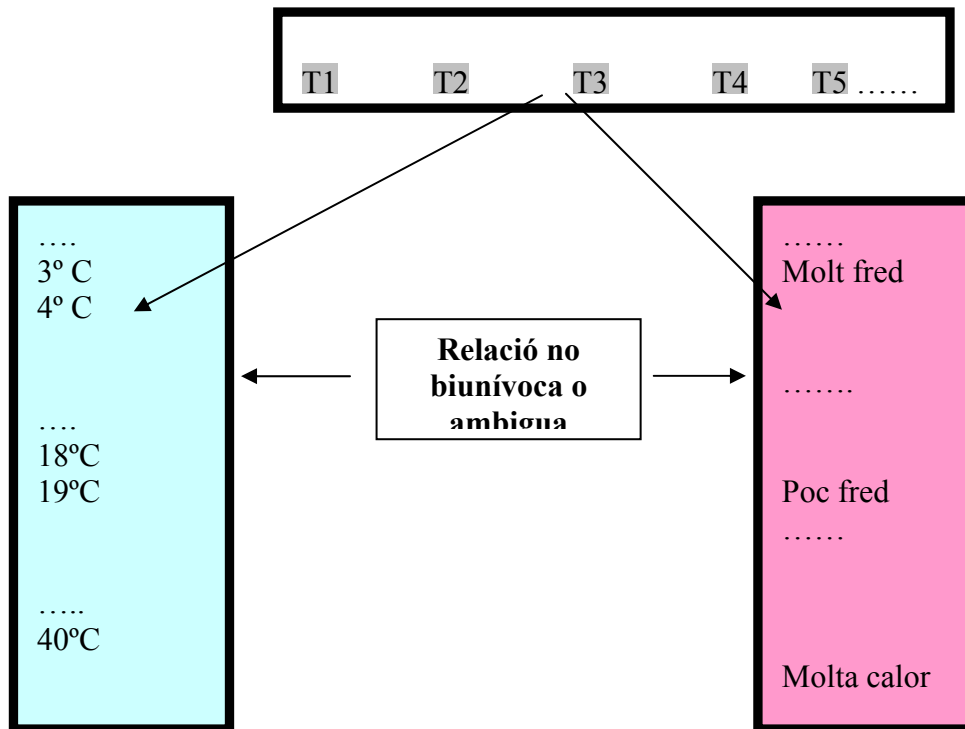 T1 T2 T3 T4 T5 ……
….
3º C
4º C
….
18ºC
19ºC
…..
40ºC
Relació no
biunívoca o
ambigua
……
Molt fred
…….
Poc fred
……
Molta calor